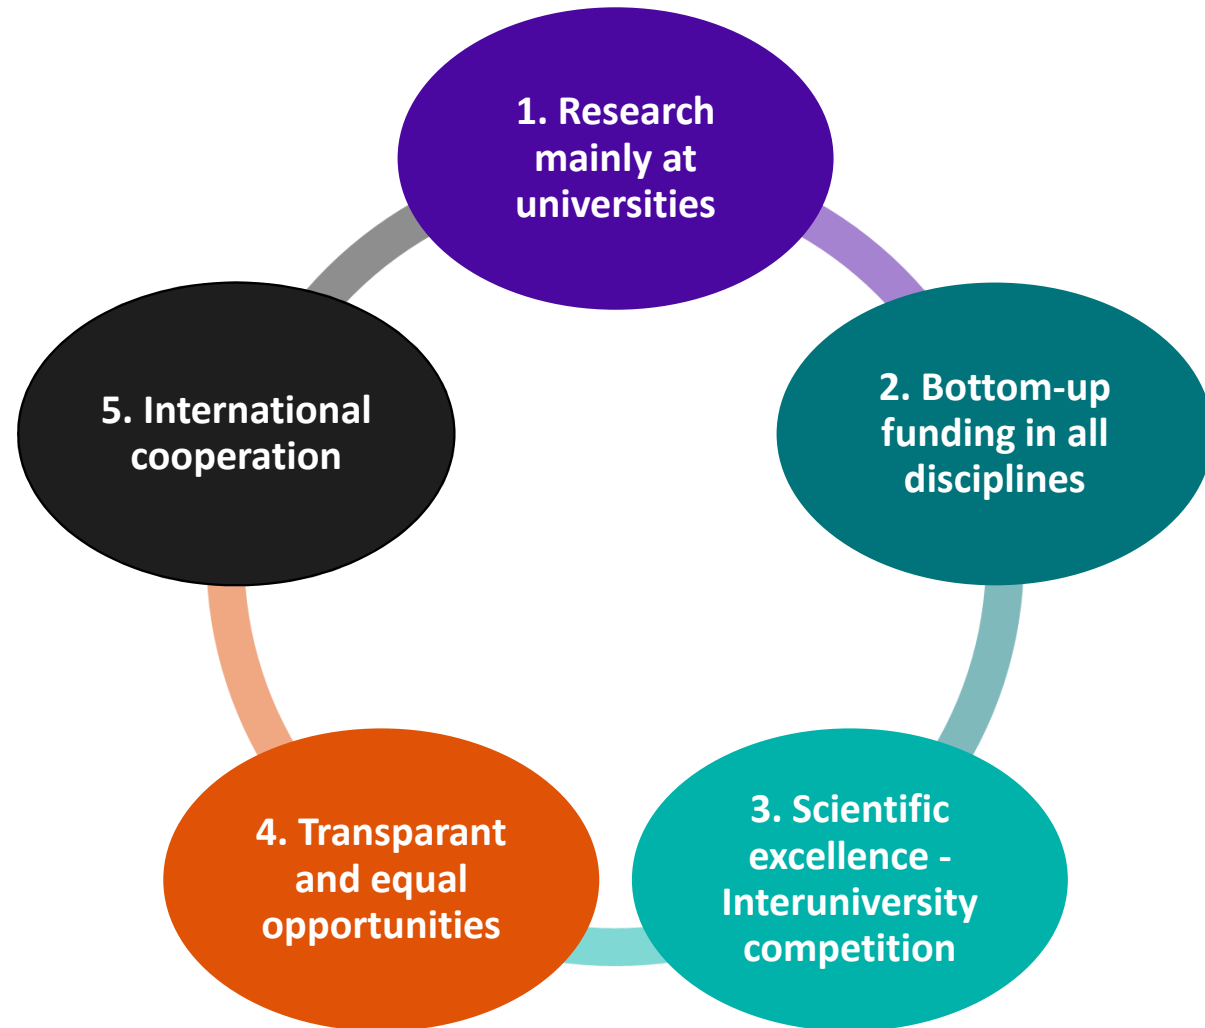 1. Research
mainly at
universities
2. Bottom-up
funding in all
disciplines
3. Scientific
excellence -
Interuniversity
competition
4. Transparant
and equal
opportunities
5. International
cooperation